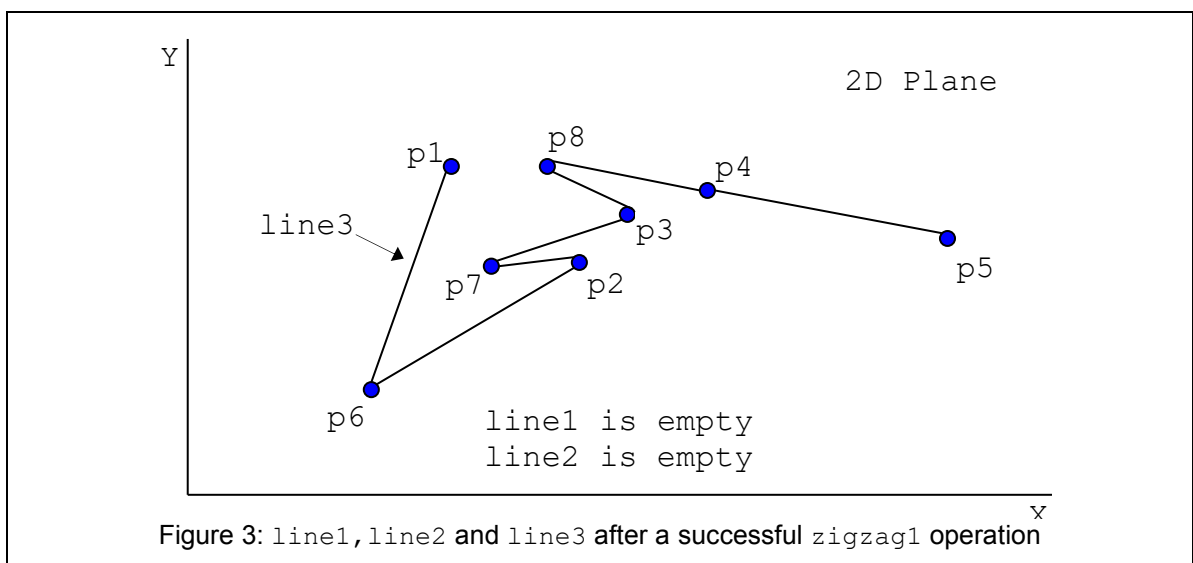 Y
2D Plane
p8
p1
p4
line3
p3
p5
p7
p2
p6
line1 is empty
line2 is empty
X
Figure 3: line1, line2 and line3 after a successful zigzag1 operation